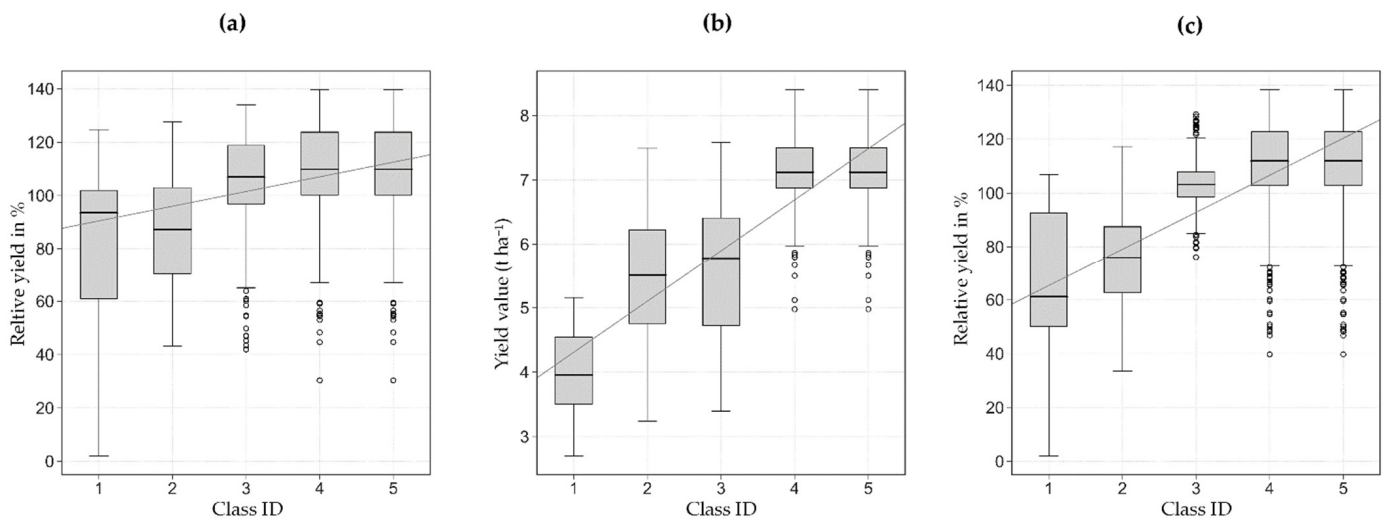 (a)
(b)
(c)
Reltive yield in %
140
120
100
80
60
40
20
0
1 2 3 4 5
Class ID
Yield value (t ha⁻¹)
8
7
6
5
4
3
1 2 3 4 5
Class ID
Relative yield in %
140
120
100
80
60
40
20
0
1 2 3 4 5
Class ID